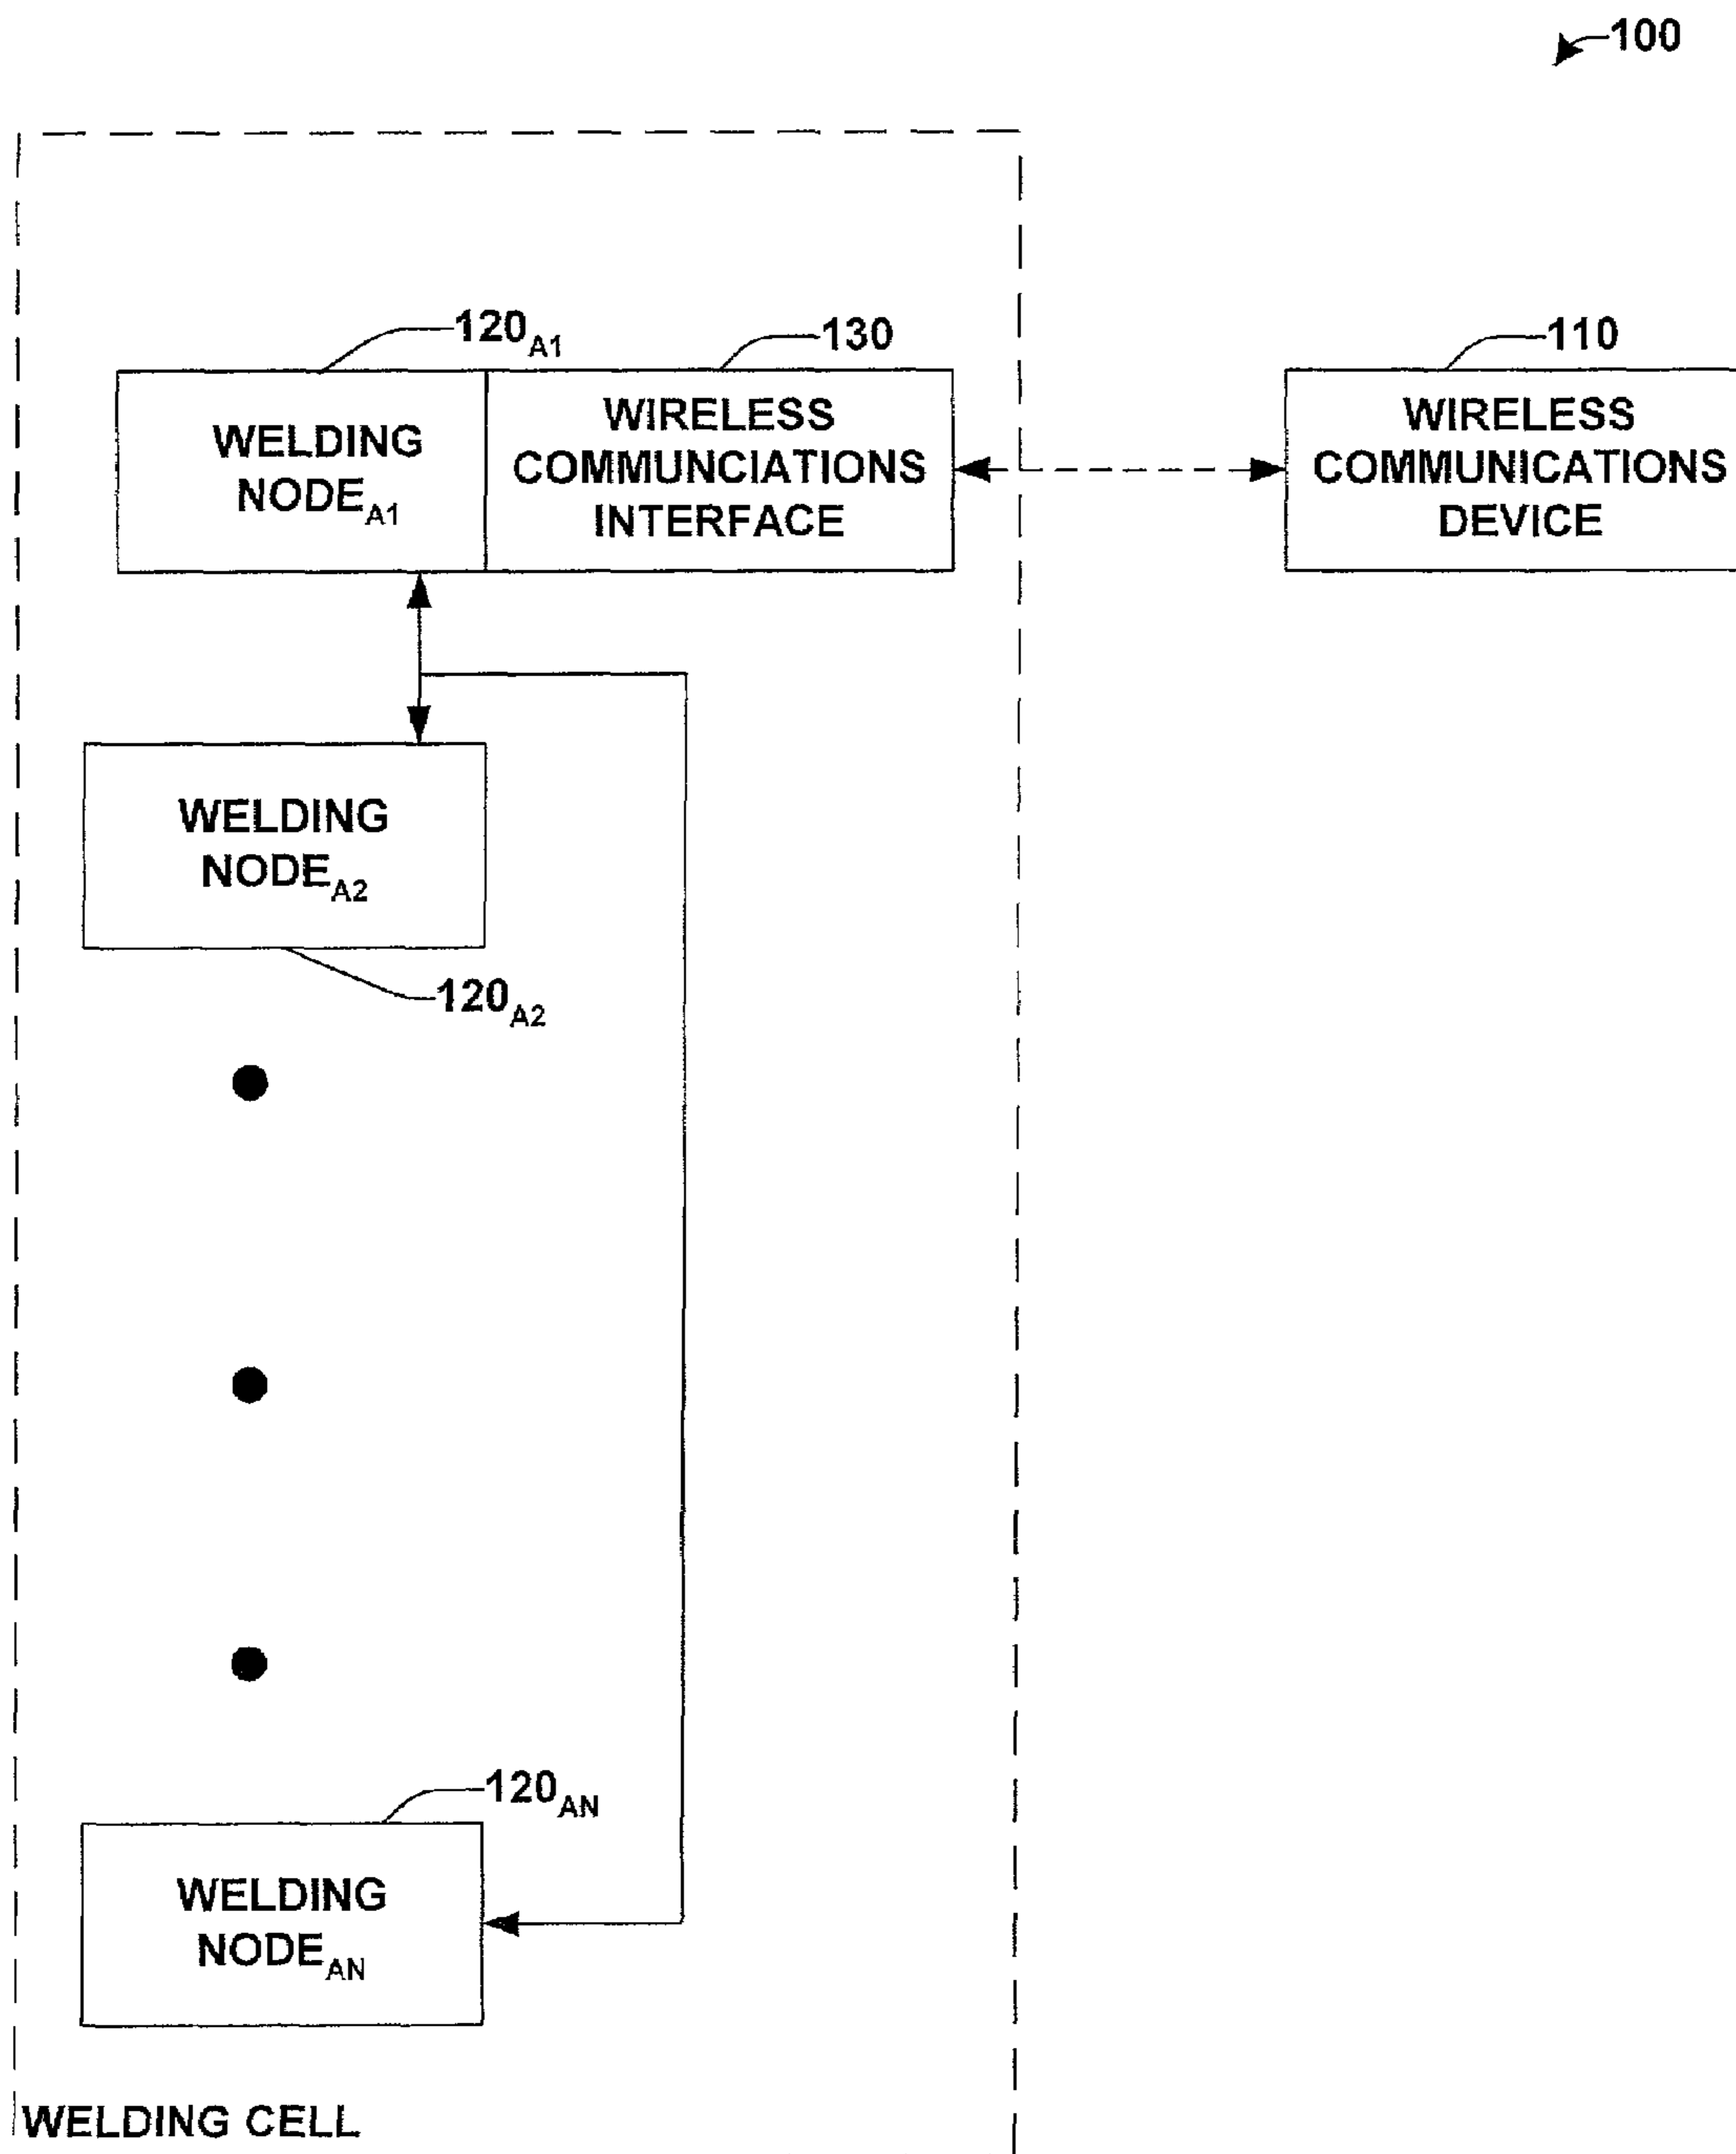 100
120A1
130
110
WELDING
NODEA1
WIRELESS
COMMUNCIATIONS
INTERFACE
WIRELESS
COMMUNICATIONS
DEVICE
WELDING
NODEA2
120A2
120AN
WELDING
NODEAN
WELDING CELL